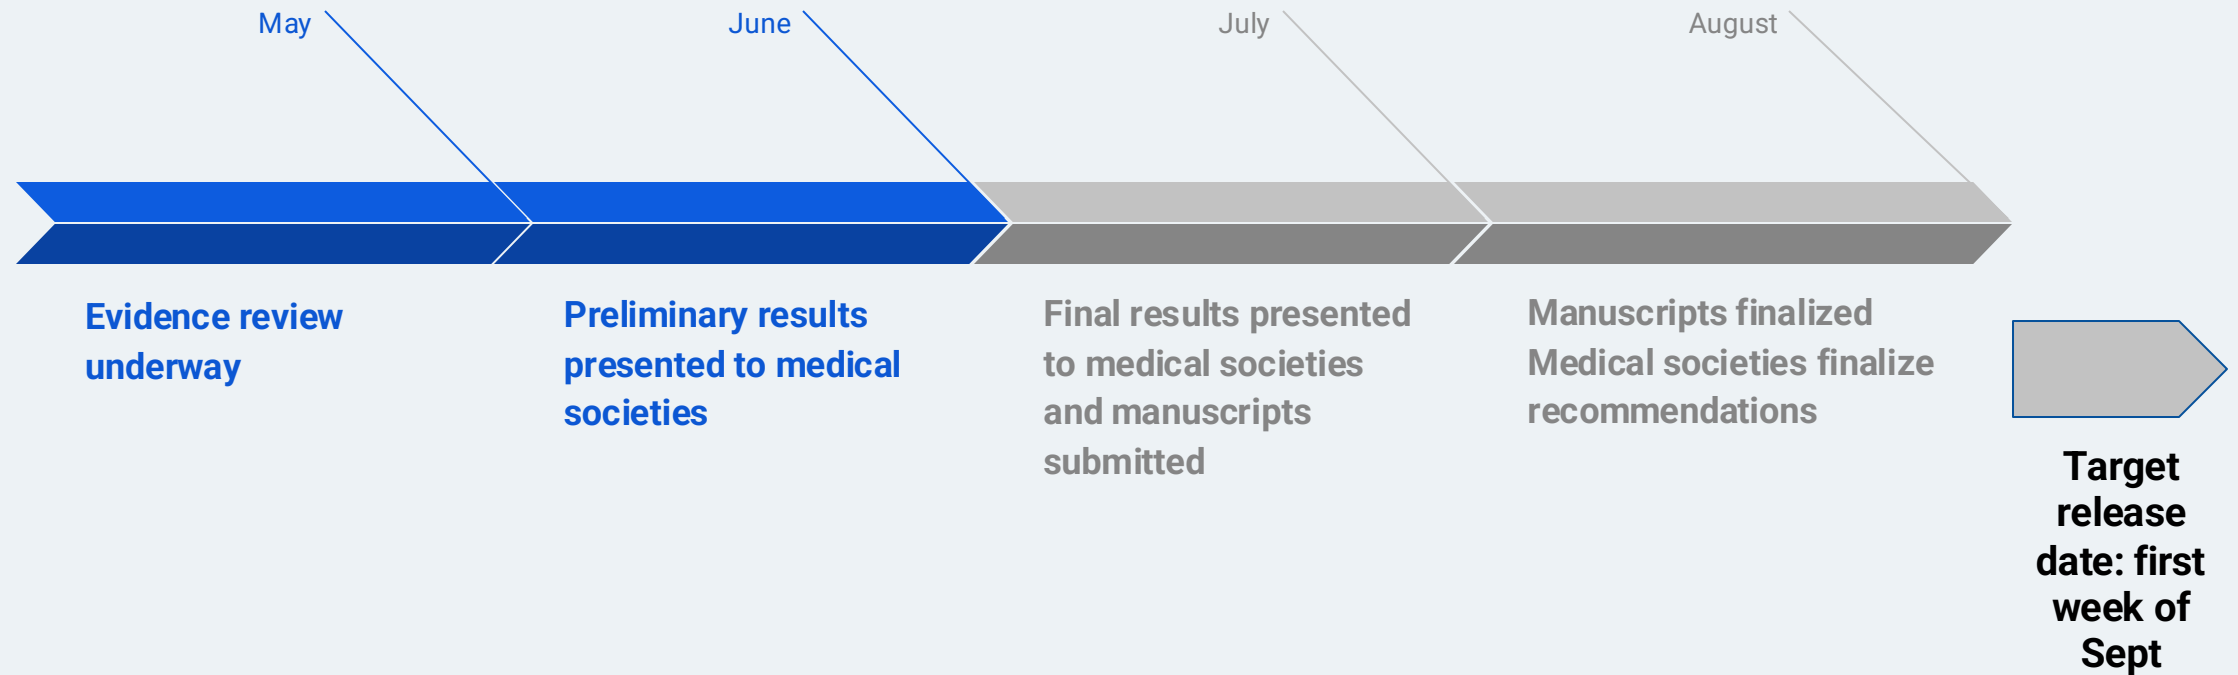 May
June
July
August
Evidence review
underway
Preliminary results
presented to medical
societies
Final results presented
to medical societies
and manuscripts
submitted
Manuscripts finalized
Medical societies finalize
recommendations
Target
release
date: first
week of
Sept